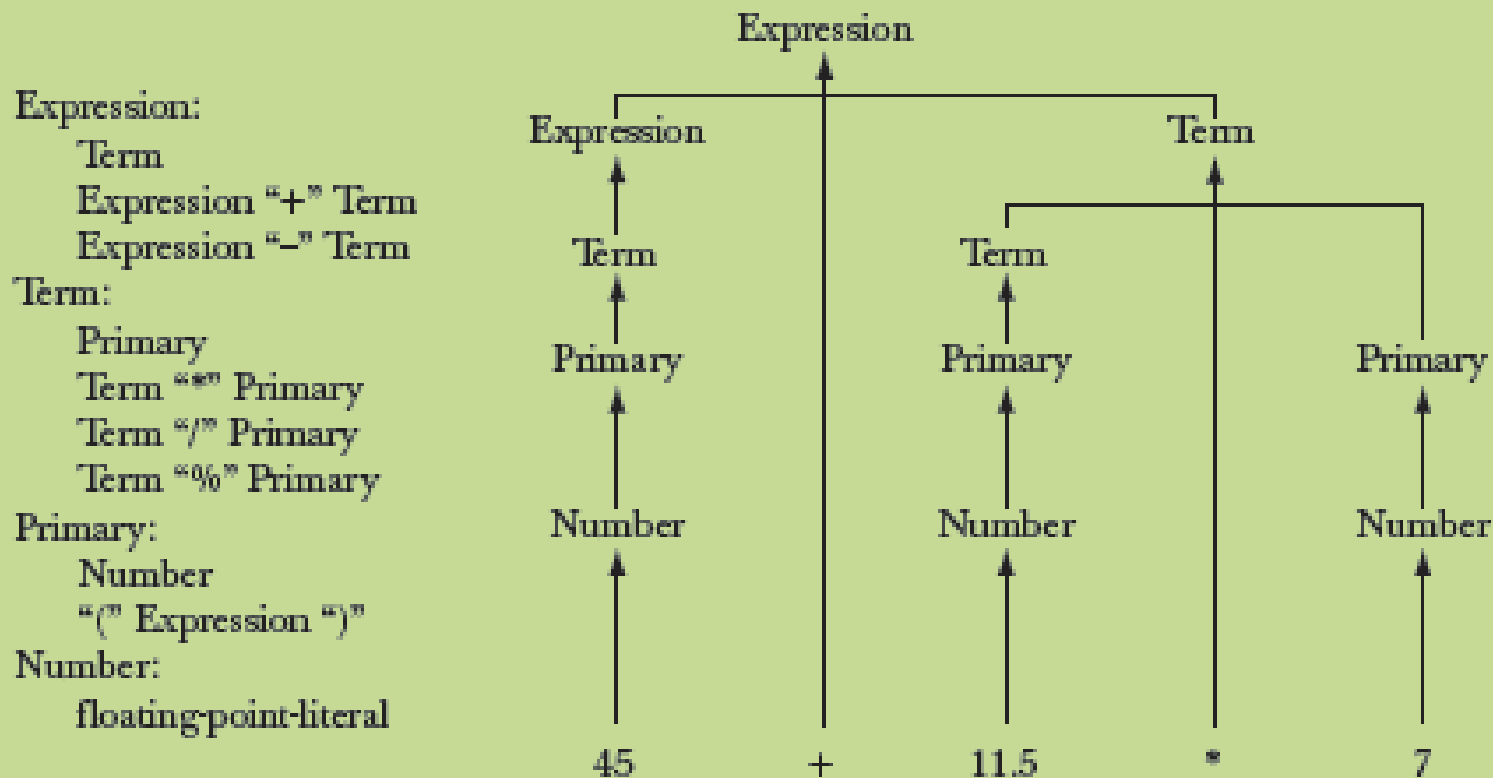 Expression:
Term
Expression “+” Term
Expression “–” Term
Term:
Primary
Term “*” Primary
Term “/” Primary
Term “%” Primary
Primary:
Number
“(” Expression “)”
Number:
floating-point-literal
Expression
Expression Term
Term Term
Primary Primary Primary
Number Number Number
45 + 11.5 * 7